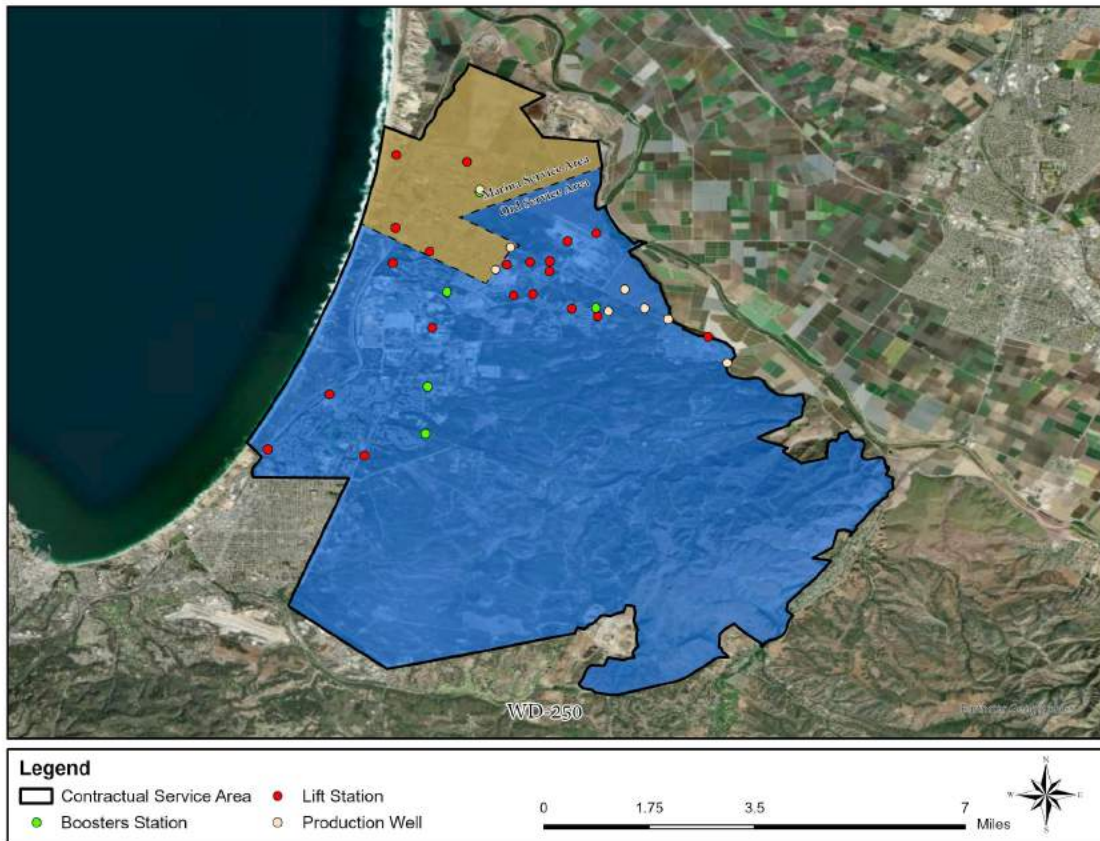 Marina Service Area
Ord Service Area
WD-250
Legend
Contractual Service Area
Lift Station
Boosters Station
Production Well
0
1.75
3.5
7
Miles
N
W
E
S